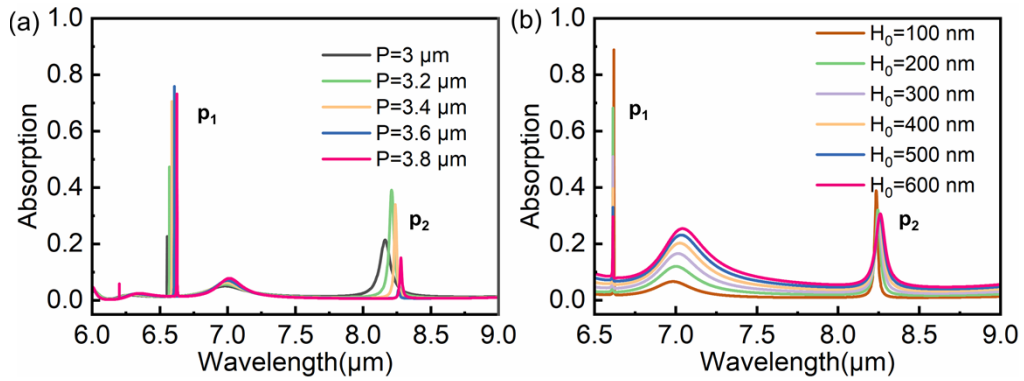 (a)
1.0
0.8
0.6
0.4
0.2
0.0
Absorption
6.0 6.5 7.0 7.5 8.0 8.5 9.0
Wavelength(μm)
P=3 μm
P=3.2 μm
P=3.4 μm
P=3.6 μm
P=3.8 μm
p₁
p₂
(b)
1.0
0.8
0.6
0.4
0.2
0.0
Absorption
6.5 7.0 7.5 8.0 8.5 9.0
Wavelength(μm)
H₀=100 nm
H₀=200 nm
H₀=300 nm
H₀=400 nm
H₀=500 nm
H₀=600 nm
p₁
p₂